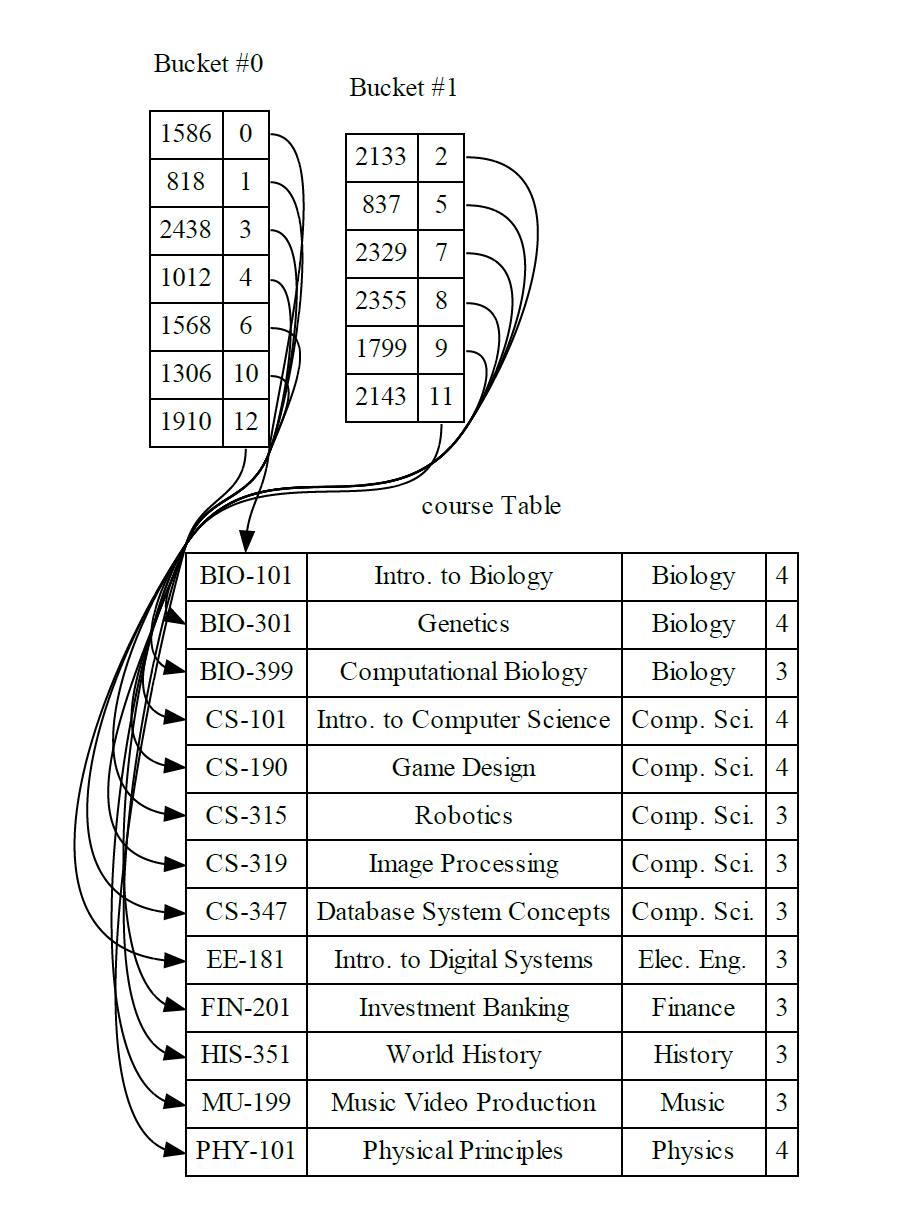 Bucket #0
1586 0
818 1
2438 3
1012 4
1568 6
1306 10
1910 12
Bucket #1
2133 2
837 5
2329 7
2355 8
1799 9
2143 11
course Table
BIO-101 Intro. to Biology Biology 4
BIO-301 Genetics Biology 4
BIO-399 Computational Biology Biology 3
CS-101 Intro. to Computer Science Comp. Sci. 4
CS-190 Game Design Comp. Sci. 4
CS-315 Robotics Comp. Sci. 3
CS-319 Image Processing Comp. Sci. 3
CS-347 Database System Concepts Comp. Sci. 3
EE-181 Intro. to Digital Systems Elec. Eng. 3
FIN-201 Investment Banking Finance 3
HIS-351 World History History 3
MU-199 Music Video Production Music 3
PHY-101 Physical Principles Physics 4